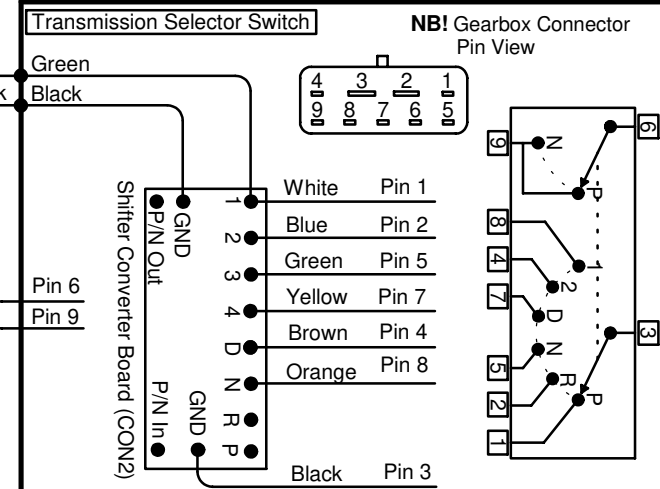 Transmission Selector Switch
NB! Gearbox Connector
Pin View
Green
Black
4 3 2 1
9 8 7 6 5
Shifter Converter Board (CON2)
P/N Out
GND
P/N In
GND
1
2
3
4
D
N
R
P
White Pin 1
Blue Pin 2
Green Pin 5
Yellow Pin 7
Brown Pin 4
Orange Pin 8
Black Pin 3
Pin 6
Pin 9
9
8
4
7
5
2
1
N
P
1
2
D
N
R
P
6
3